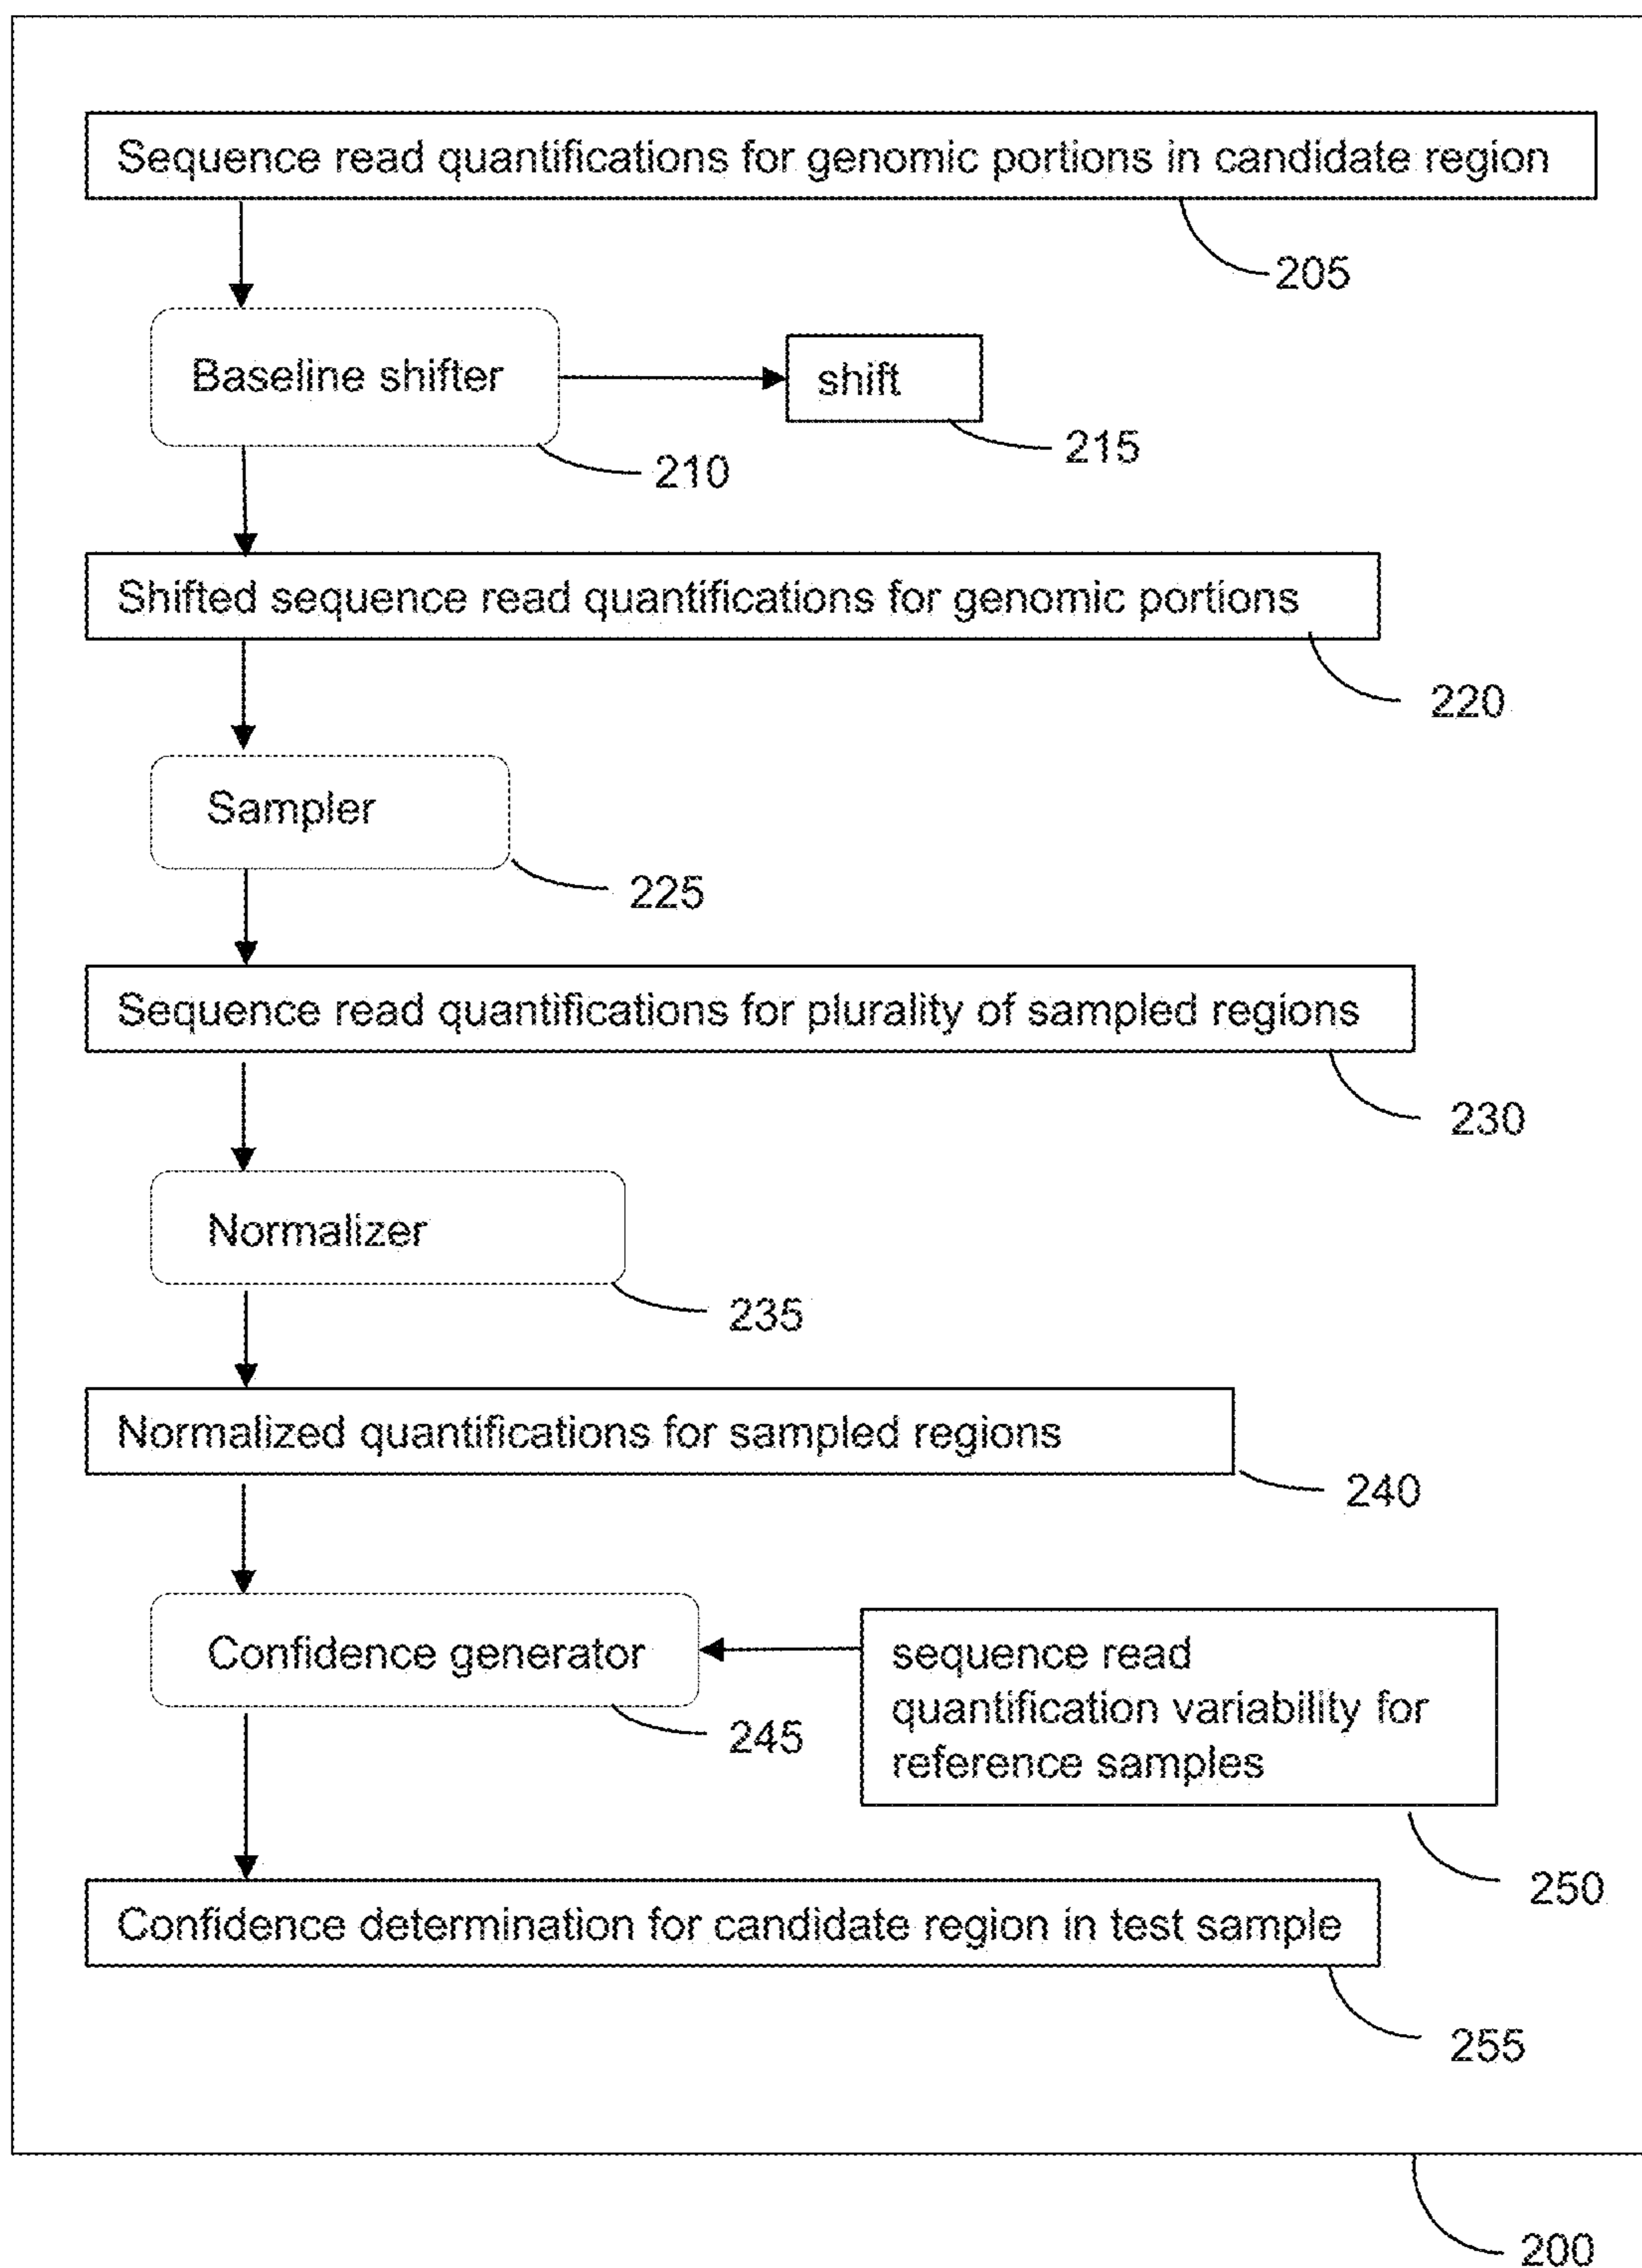 Sequence read quantifications for genomic portions in candidate region
205
Baseline shifter
shift
215
210
Shifted sequence read quantifications for genomic portions
220
Sampler
225
Sequence read quantifications for plurality of sampled regions
230
Normalizer
235
Normalized quantifications for sampled regions
240
Confidence generator
sequence read
quantification variability for
reference samples
245
250
Confidence determination for candidate region in test sample
255
200